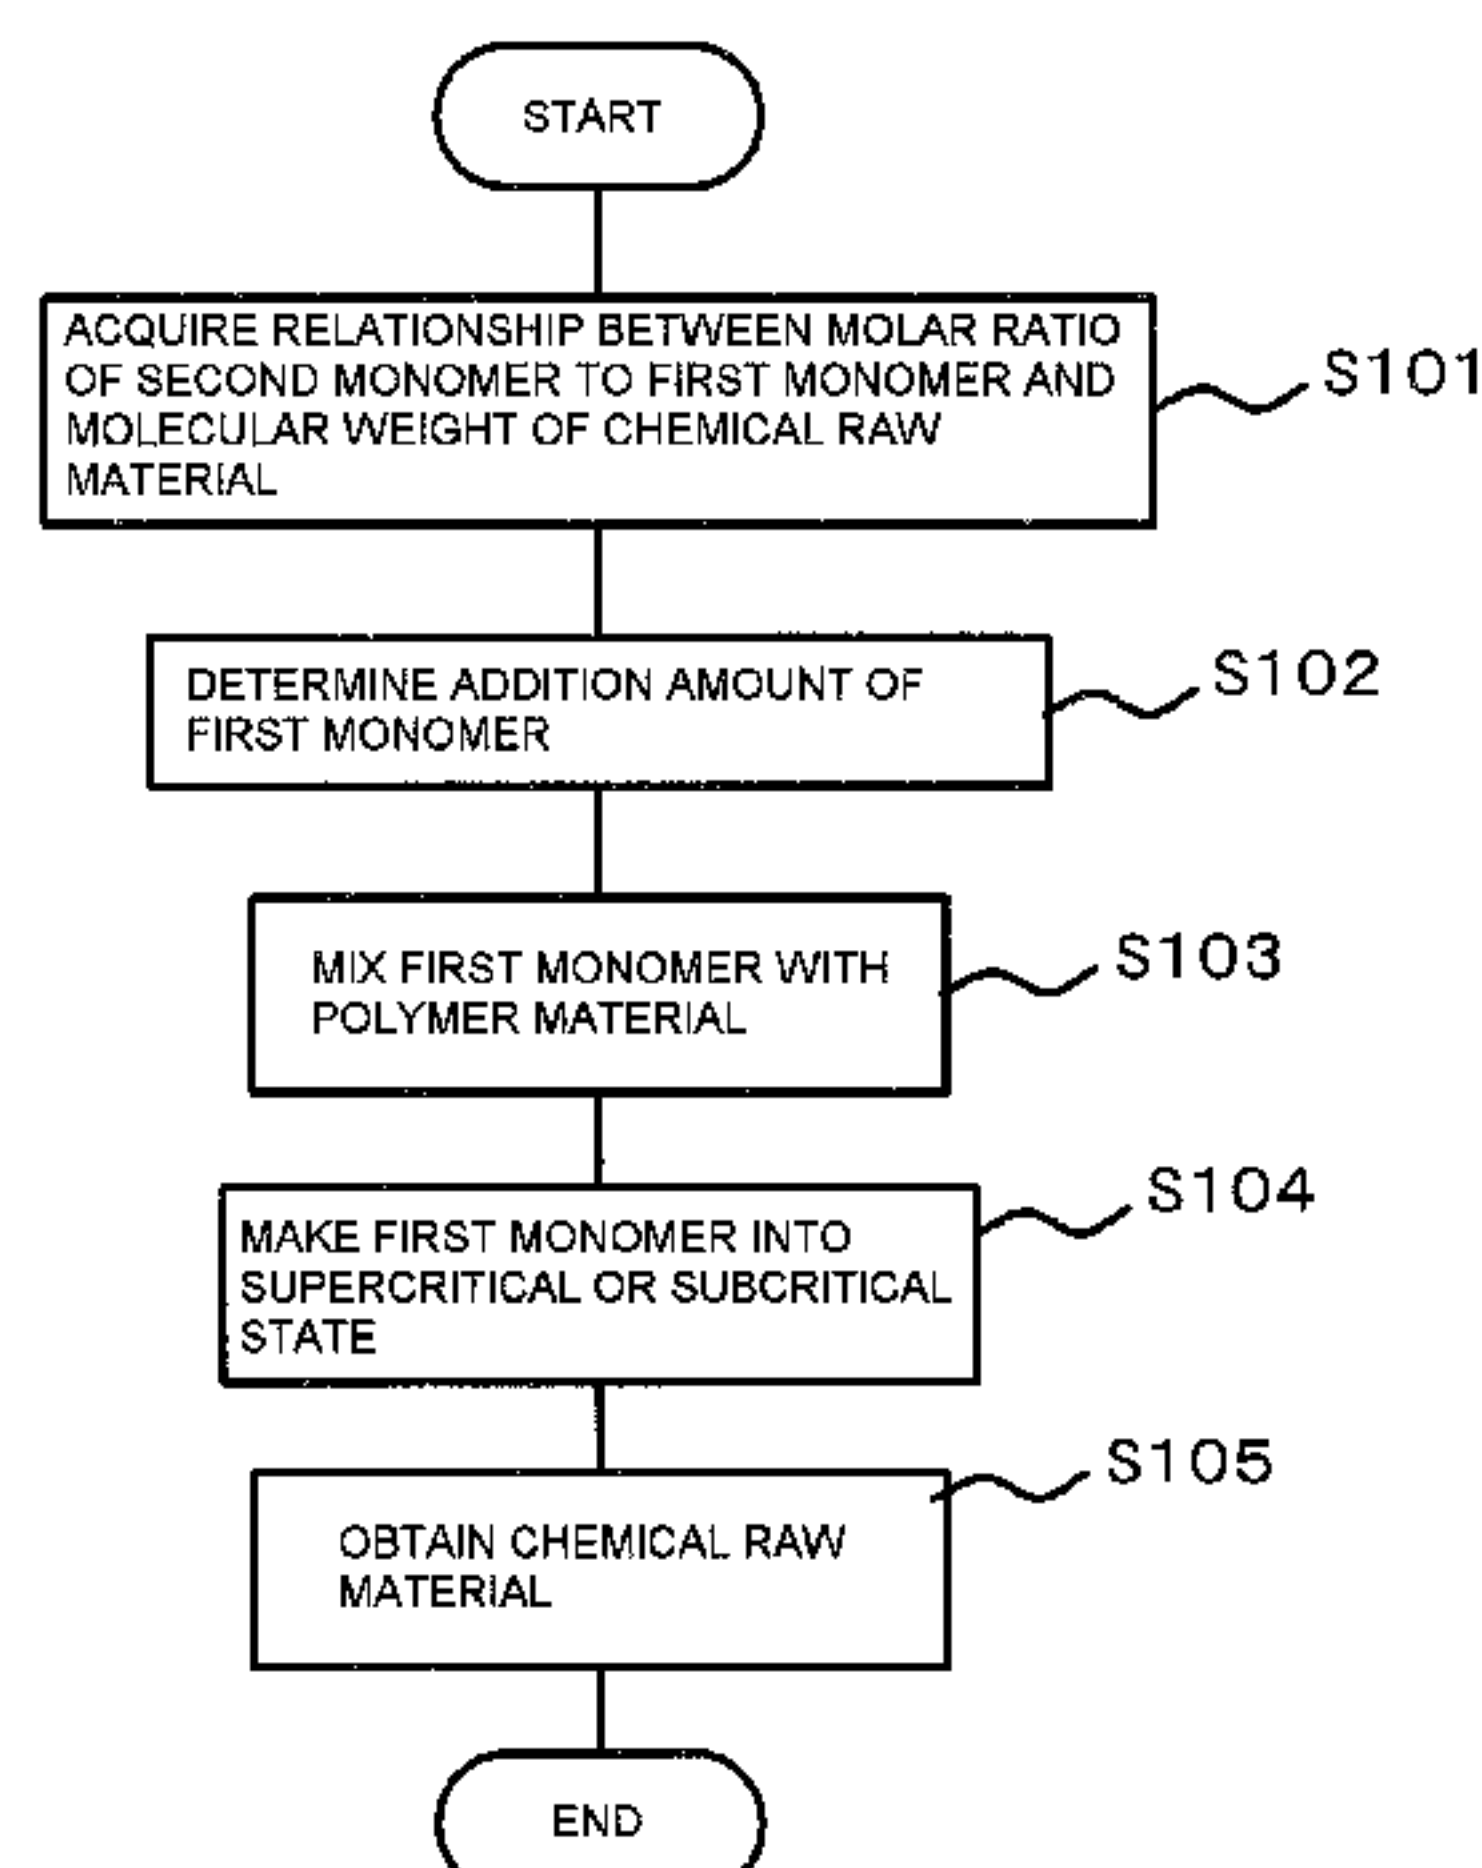 START
ACQUIRE RELATIONSHIP BETWEEN MOLAR RATIO
OF SECOND MONOMER TO FIRST MONOMER AND
MOLECULAR WEIGHT OF CHEMICAL RAW
MATERIAL
S101
DETERMINE ADDITION AMOUNT OF
FIRST MONOMER
S102
MIX FIRST MONOMER WITH
POLYMER MATERIAL
S103
MAKE FIRST MONOMER INTO
SUPERCRITICAL OR SUBCRITICAL
STATE
S104
OBTAIN CHEMICAL RAW
MATERIAL
S105
END